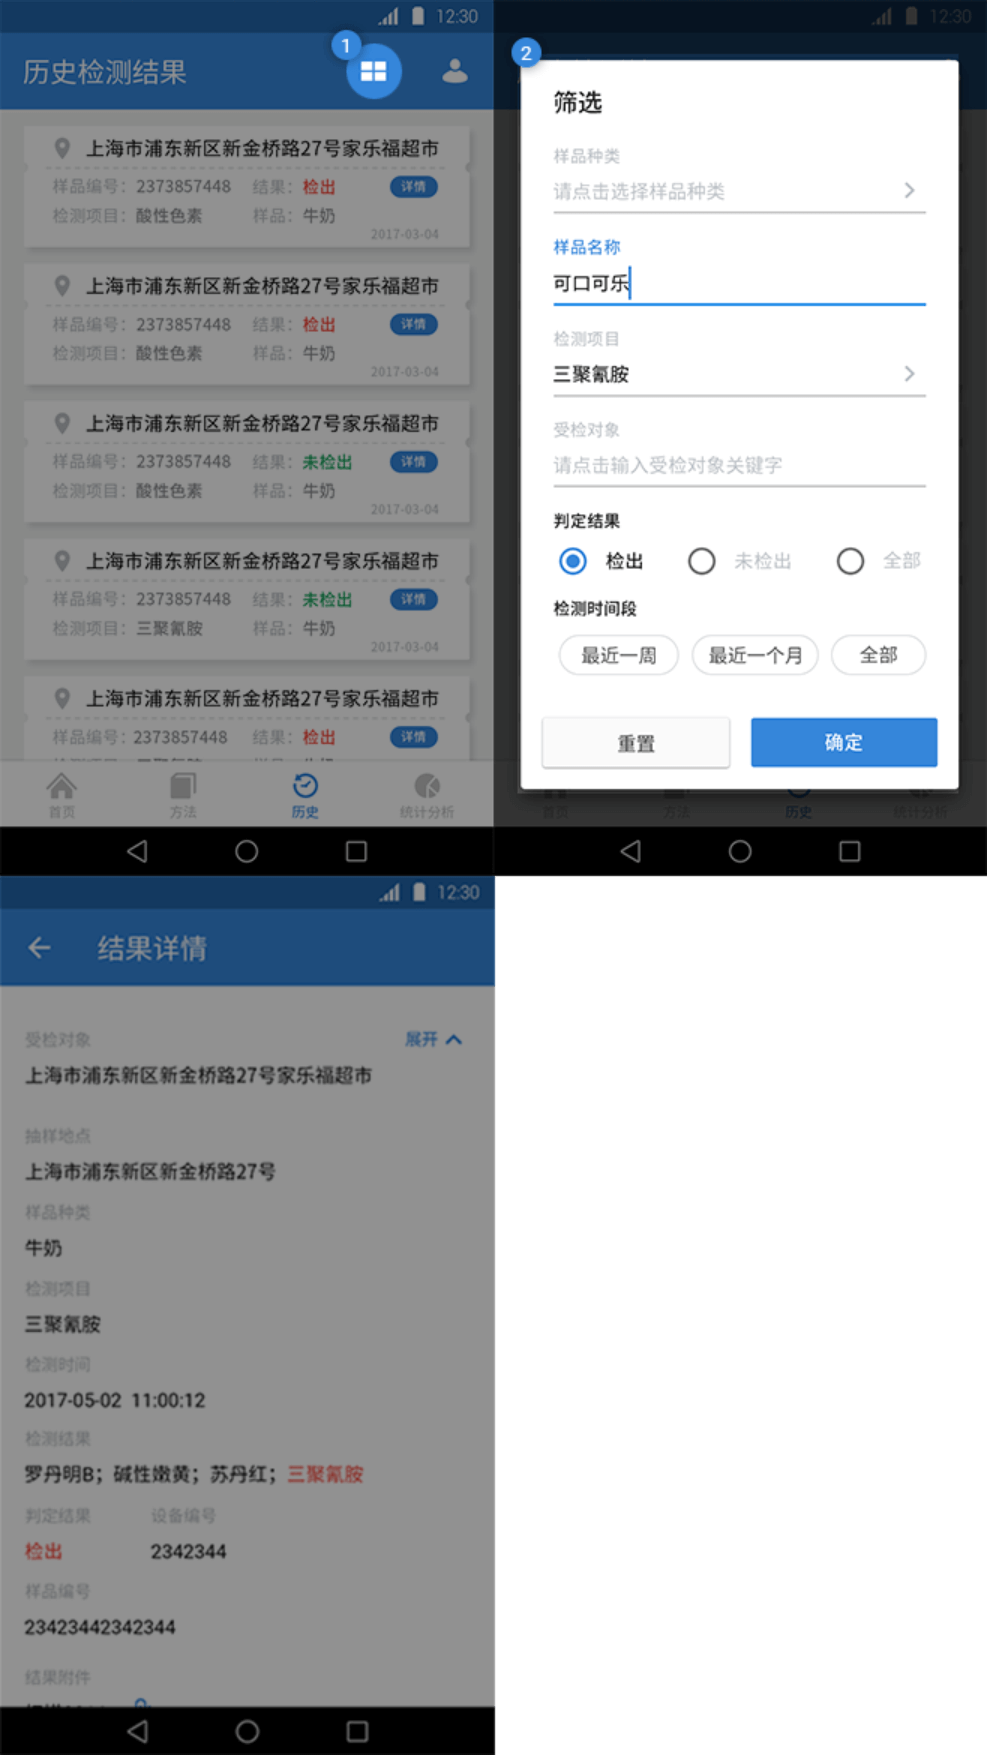 12:30
1
历史检测结果
上海市浦东新区新金桥路27号家乐福超市
样品编号：2373857448 结果：检出 详情
检测项目：酸性色素 样品：牛奶
2017-03-04
上海市浦东新区新金桥路27号家乐福超市
样品编号：2373857448 结果：检出 详情
检测项目：酸性色素 样品：牛奶
2017-03-04
上海市浦东新区新金桥路27号家乐福超市
样品编号：2373857448 结果：未检出 详情
检测项目：酸性色素 样品：牛奶
2017-03-04
上海市浦东新区新金桥路27号家乐福超市
样品编号：2373857448 结果：未检出 详情
检测项目：三聚氰胺 样品：牛奶
2017-03-04
上海市浦东新区新金桥路27号家乐福超市
样品编号：2373857448 结果：检出 详情
首页 方法 历史 统计分析
12:30
2
筛选
样品种类
请点击选择样品种类
样品名称
可口可乐
检测项目
三聚氰胺
受检对象
请点击输入受检对象关键字
判定结果
检出 未检出 全部
检测时间段
最近一周 最近一个月 全部
重置 确定
首页 方法 历史 统计分析
12:30
结果详情
受检对象 展开
上海市浦东新区新金桥路27号家乐福超市
抽样地点
上海市浦东新区新金桥路27号
样品种类
牛奶
检测项目
三聚氰胺
检测时间
2017-05-02 11:00:12
检测结果
罗丹明B；碱性嫩黄；苏丹红；三聚氰胺
判定结果 设备编号
检出 2342344
样品编号
23423442342344
结果附件